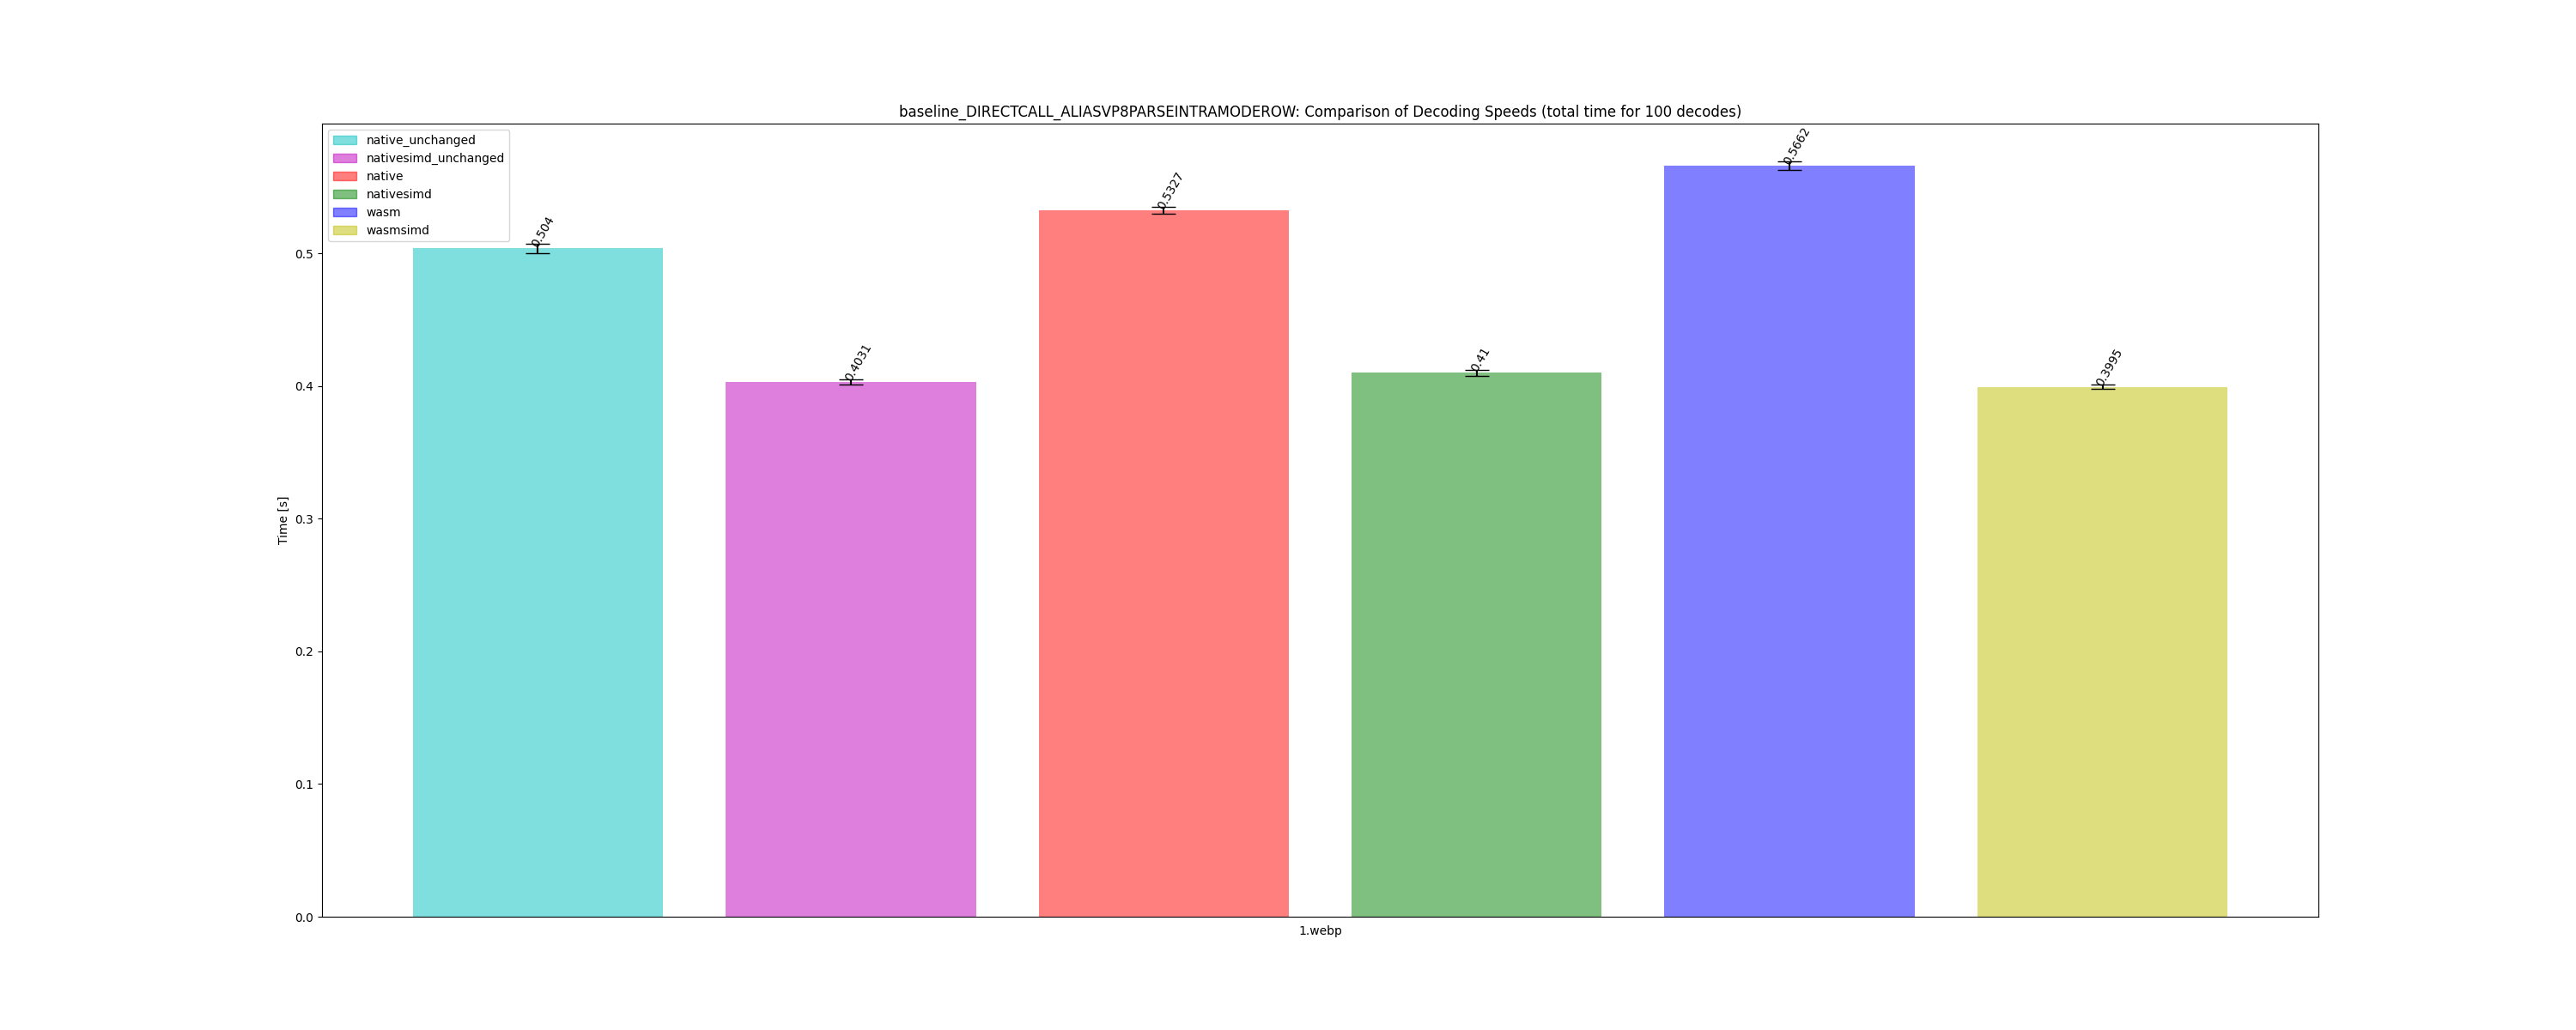 baseline_DIRECTCALL_ALIASVP8PARSEINTRAMODEROW: Comparison of Decoding Speeds (total time for 100 decodes)
native_unchanged
nativesimd_unchanged
native
nativesimd
wasm
wasmsimd
0.504
0.4031
0.5327
0.41
0.5662
0.3995
0.5
0.4
0.3
0.2
0.1
0.0
Time [s]
1.webp